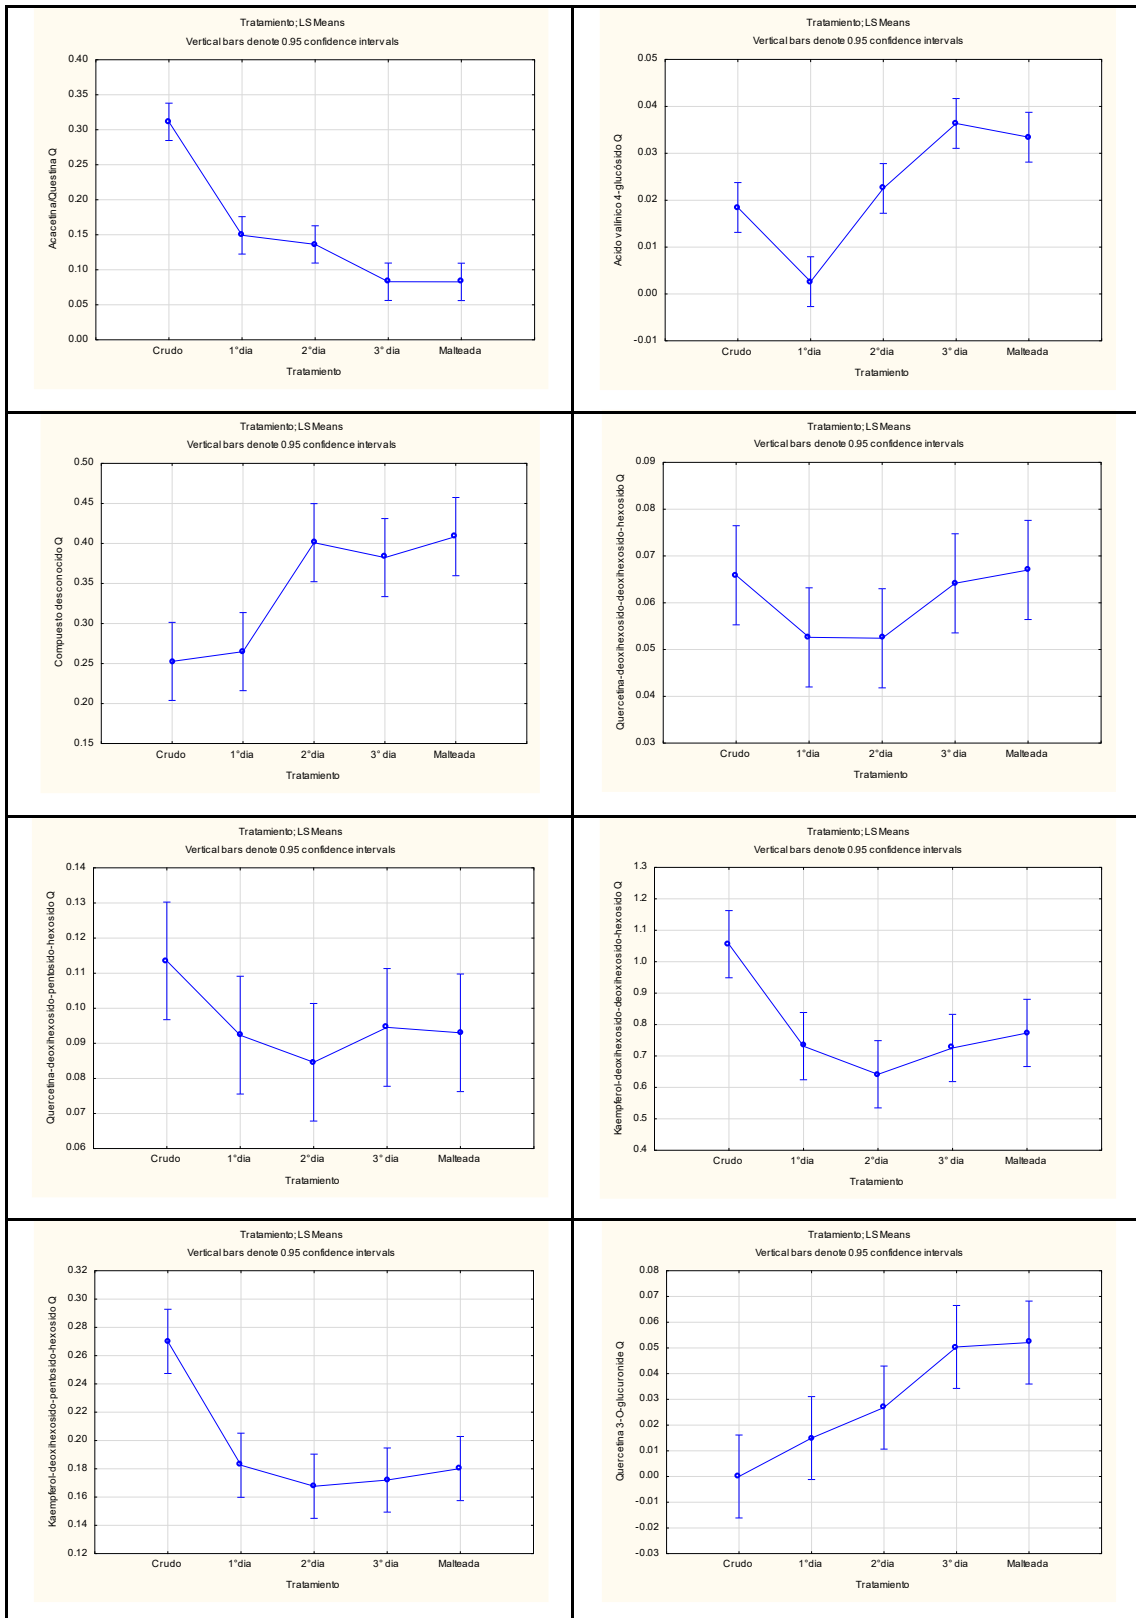 Tratamiento; LS Means
Vertical bars denote 0.95 confidence intervals
Acacetina/Questina Q
0.40
0.35
0.30
0.25
0.20
0.15
0.10
0.05
0.00
Crudo 1°dia 2°dia 3° dia Malteada
Tratamiento
Tratamiento; LS Means
Vertical bars denote 0.95 confidence intervals
Acido valínico 4-glucósido Q
0.05
0.04
0.03
0.02
0.01
0.00
-0.01
Crudo 1°dia 2°dia 3° dia Malteada
Tratamiento
Tratamiento; LS Means
Vertical bars denote 0.95 confidence intervals
Compuesto desconocido Q
0.50
0.45
0.40
0.35
0.30
0.25
0.20
0.15
Crudo 1°dia 2°dia 3° dia Malteada
Tratamiento
Tratamiento; LS Means
Vertical bars denote 0.95 confidence intervals
Quercetina-deoxihexosido-deoxihexosido-hexosido Q
0.09
0.08
0.07
0.06
0.05
0.04
0.03
Crudo 1°dia 2°dia 3° dia Malteada
Tratamiento
Tratamiento; LS Means
Vertical bars denote 0.95 confidence intervals
Quercetina-deoxihexosido-pentosido-hexosido Q
0.14
0.13
0.12
0.11
0.10
0.09
0.08
0.07
0.06
Crudo 1°dia 2°dia 3° dia Malteada
Tratamiento
Tratamiento; LS Means
Vertical bars denote 0.95 confidence intervals
Kaempferol-deoxihexosido-deoxihexosido-hexosido Q
1.3
1.2
1.1
1.0
0.9
0.8
0.7
0.6
0.5
0.4
Crudo 1°dia 2°dia 3° dia Malteada
Tratamiento
Tratamiento; LS Means
Vertical bars denote 0.95 confidence intervals
Kaempferol-deoxihexosido-pentosido-hexosido Q
0.32
0.30
0.28
0.26
0.24
0.22
0.20
0.18
0.16
0.14
0.12
Crudo 1°dia 2°dia 3° dia Malteada
Tratamiento
Tratamiento; LS Means
Vertical bars denote 0.95 confidence intervals
Quercetina 3-O-glucuronide Q
0.08
0.07
0.06
0.05
0.04
0.03
0.02
0.01
0.00
-0.01
-0.02
-0.03
Crudo 1°dia 2°dia 3° dia Malteada
Tratamiento